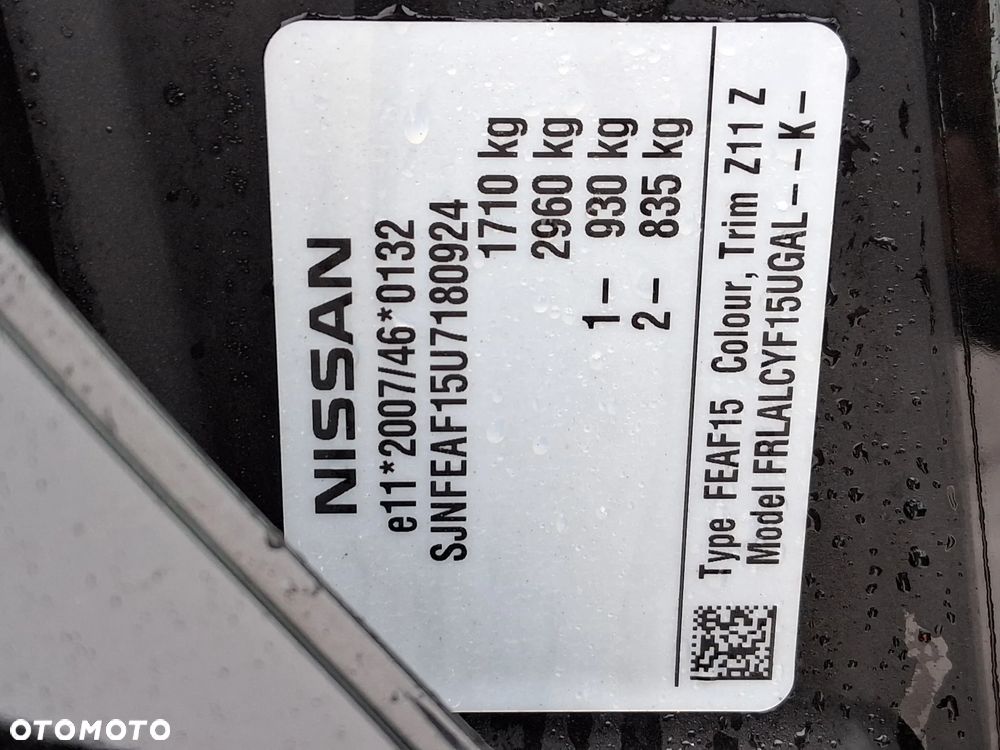 NISSAN
e11*2007/46*0132
SJNFEAF15U7180924
1710 kg
2960 kg
1– 930 kg
2– 835 kg
Type FEAF15 Colour, Trim Z11 Z
Model FRLALCYF15UGAL– – –K–
OTOMOTO